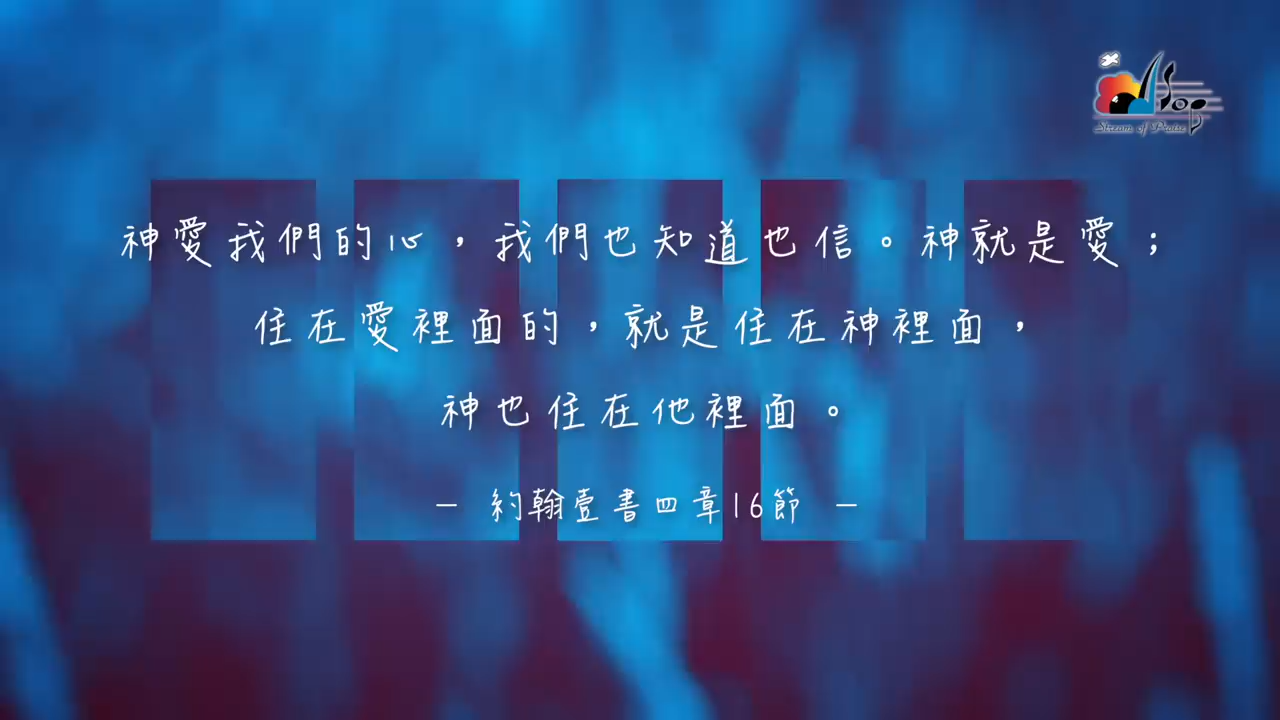 SOP
Stream of Praise
神愛我們的心，我們也知道也信。神就是愛；
住在愛裡面的，就是住在神裡面，
神也住在他裡面。
— 約翰壹書四章16節 —